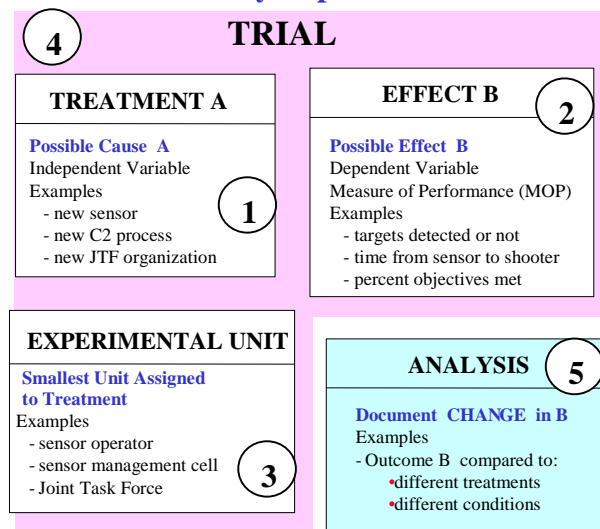 4
TRIAL
TREATMENT A
Possible Cause A
Independent Variable
Examples
- new sensor
- new C2 process
- new JTF organization
1
EFFECT B
2
Possible Effect B
Dependent Variable
Measure of Performance (MOP)
Examples
- targets detected or not
- time from sensor to shooter
- percent objectives met
EXPERIMENTAL UNIT
Smallest Unit Assigned
to Treatment
Examples
- sensor operator
- sensor management cell
- Joint Task Force
3
ANALYSIS
5
Document CHANGE in B
Examples
- Outcome B compared to:
•different treatments
•different conditions